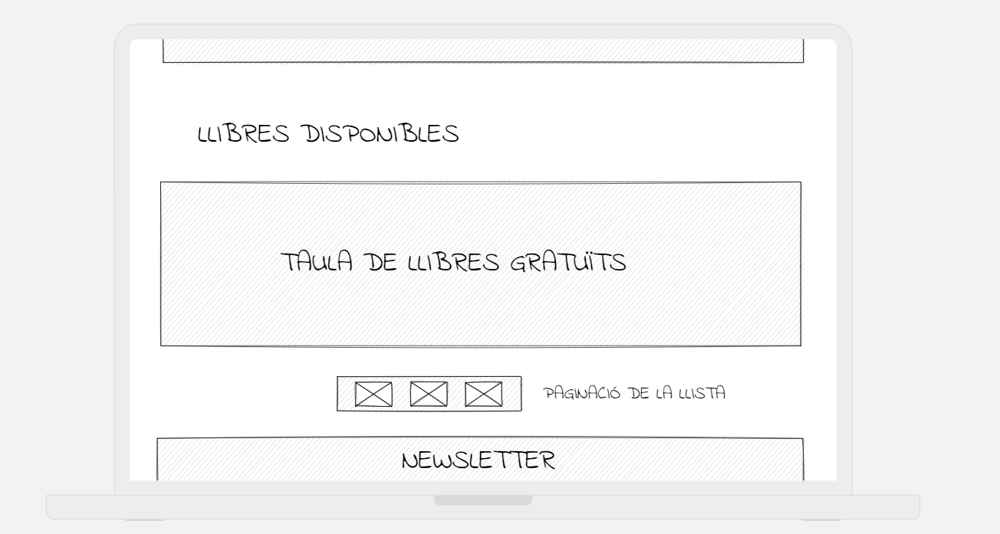 LLIBRES DISPONIBLES
TAULA DE LLIBRES GRATUÏTS
PAGINACIÓ DE LA LLISTA
NEWSLETTER